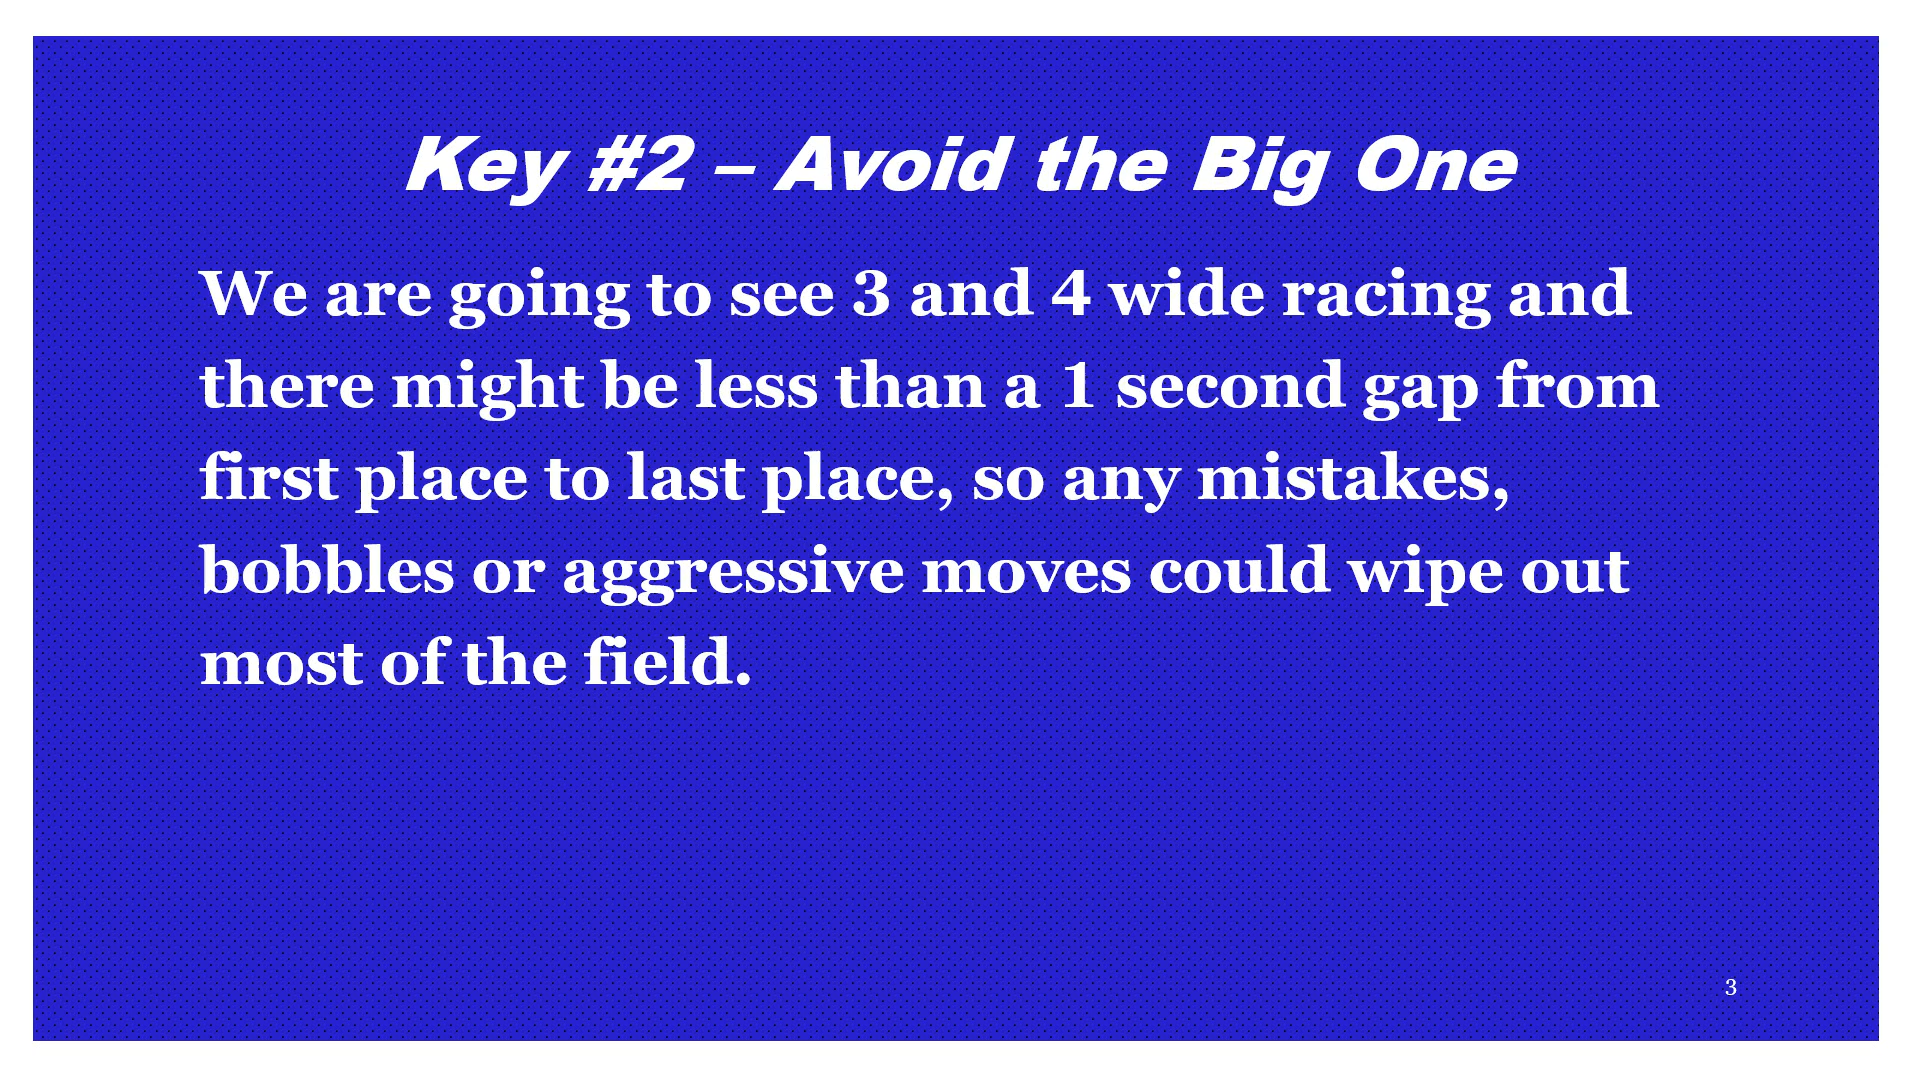 Key #2 – Avoid the Big One
We are going to see 3 and 4 wide racing and
there might be less than a 1 second gap from
first place to last place, so any mistakes,
bobbles or aggressive moves could wipe out
most of the field.
3